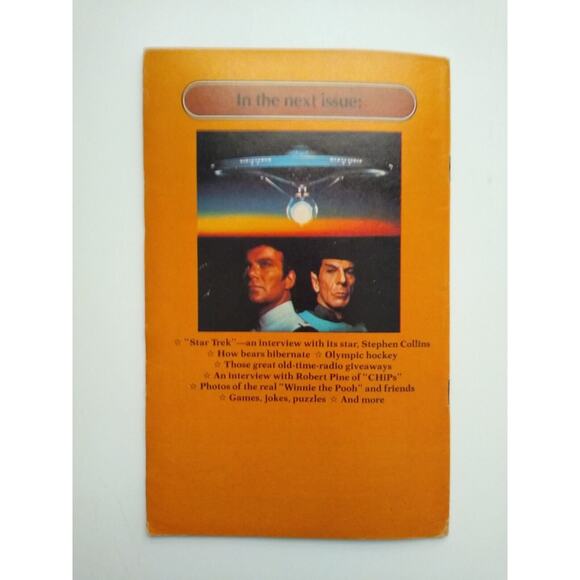 In the next issue:
☆ "Star Trek"—an interview with its star, Stephen Collins
☆ How bears hibernate ☆ Olympic hockey
☆ Those great old-time-radio giveaways
☆ An interview with Robert Pine of "CHiPs"
☆ Photos of the real "Winnie the Pooh" and friends
☆ Games, jokes, puzzles ☆ And more